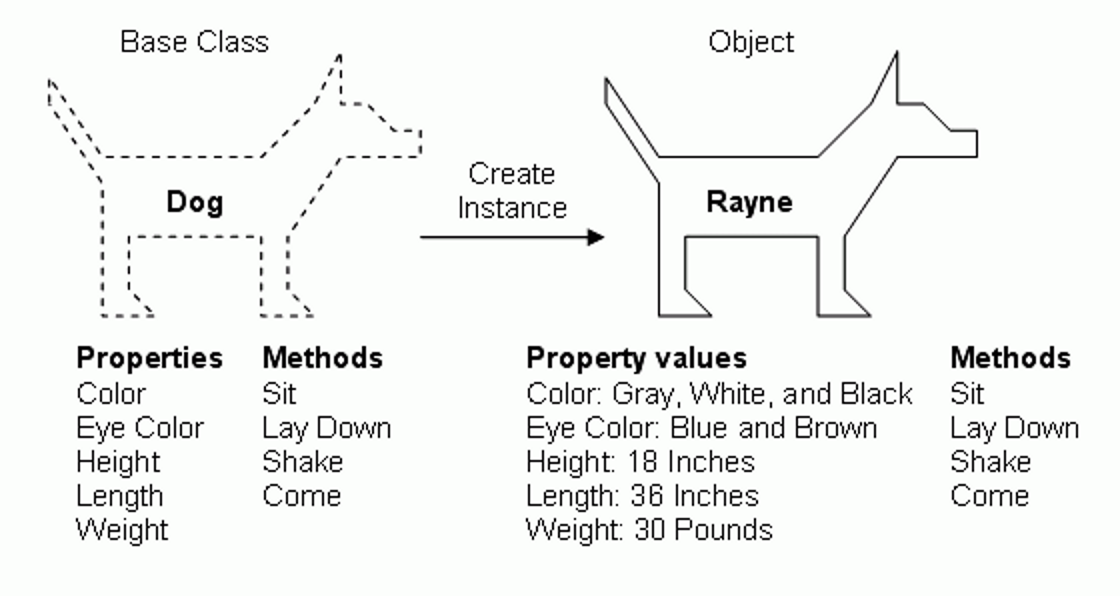 Base Class
Object
Dog
Create
Instance
Rayne
Properties
Color
Eye Color
Height
Length
Weight
Methods
Sit
Lay Down
Shake
Come
Property values
Color: Gray, White, and Black
Eye Color: Blue and Brown
Height: 18 Inches
Length: 36 Inches
Weight: 30 Pounds
Methods
Sit
Lay Down
Shake
Come